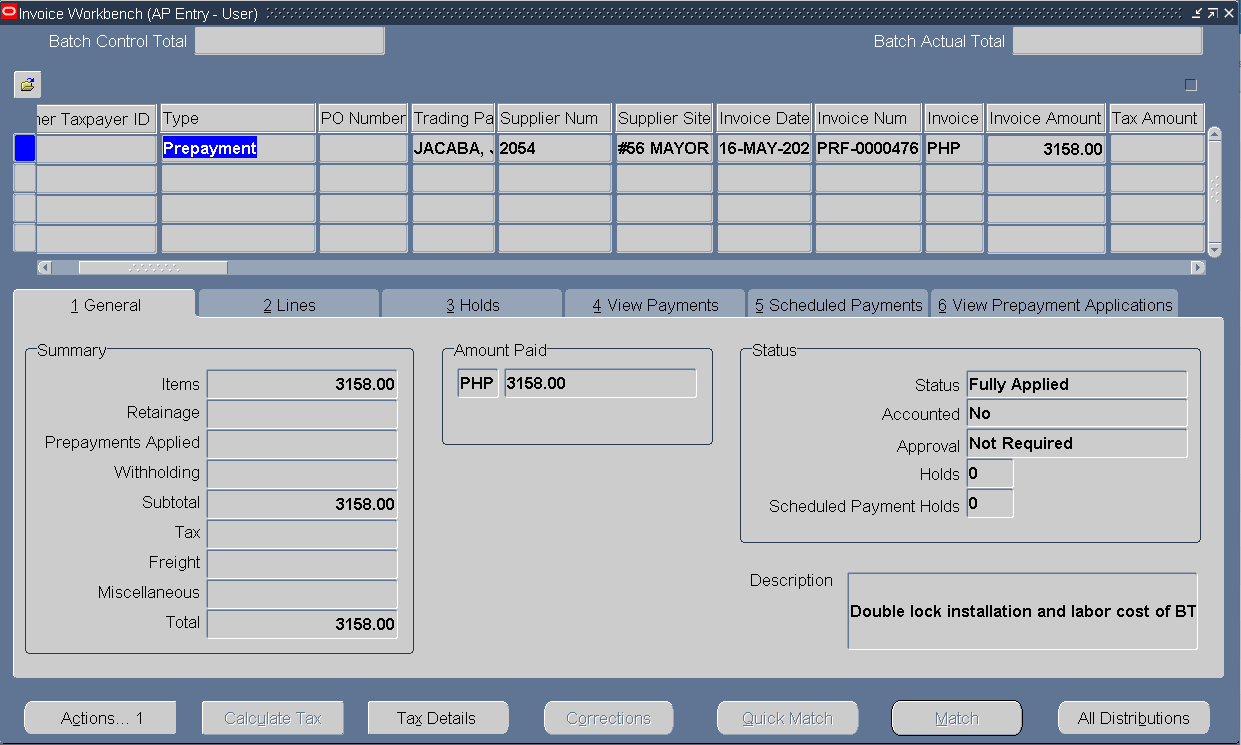 Invoice Workbench (AP Entry - User)
Batch Control Total
Batch Actual Total
ner Taxpayer ID Type PO Number Trading Pa Supplier Num Supplier Site Invoice Date Invoice Num Invoice Invoice Amount Tax Amount
Prepayment JACABA, 2054 #56 MAYOR 16-MAY-202 PRF-0000476 PHP 3158.00
1 General 2 Lines 3 Holds 4 View Payments 5 Scheduled Payments 6 View Prepayment Applications
Summary
Items 3158.00
Retainage
Prepayments Applied
Withholding
Subtotal 3158.00
Tax
Freight
Miscellaneous
Total 3158.00
Amount Paid
PHP 3158.00
Status
Status Fully Applied
Accounted No
Approval Not Required
Holds 0
Scheduled Payment Holds 0
Description Double lock installation and labor cost of BT
Actions... 1 Calculate Tax Tax Details Corrections Quick Match Match All Distributions